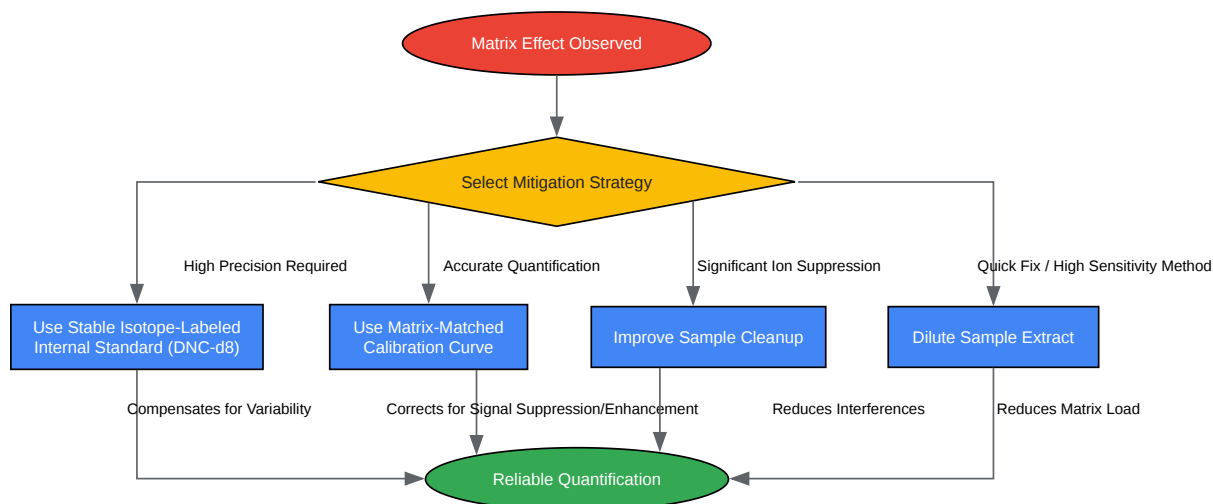 Matrix Effect Observed
Select Mitigation Strategy
High Precision Required
Accurate Quantification
Significant Ion Suppression
Quick Fix / High Sensitivity Method
Use Stable Isotope-Labeled
Internal Standard (DNC-d8)
Use Matrix-Matched
Calibration Curve
Improve Sample Cleanup
Dilute Sample Extract
Compensates for Variability
Corrects for Signal Suppression/Enhancement
Reduces Interferences
Reduces Matrix Load
Reliable Quantification